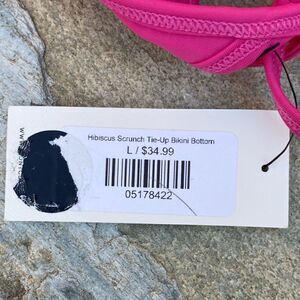 Hibiscus Scrunch Tie-Up Bikini Bottom
L / $34.99
05178422